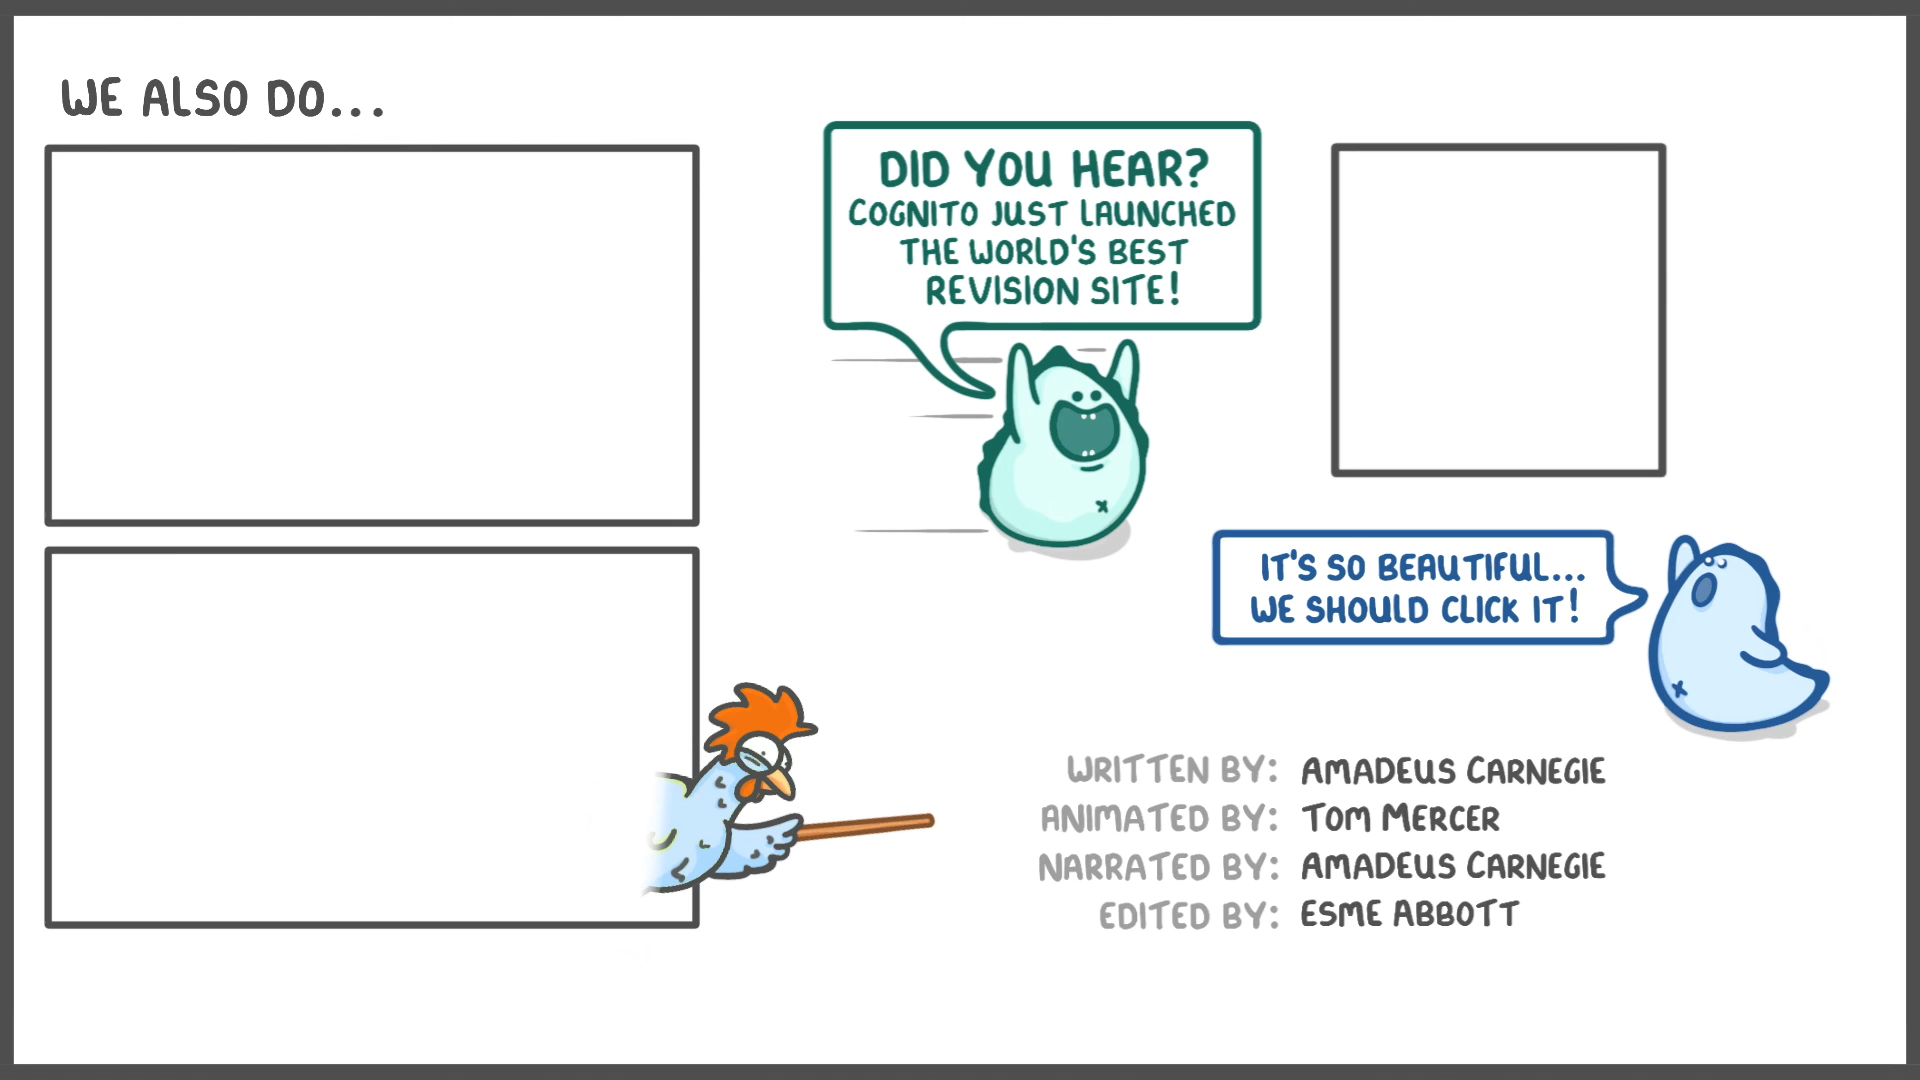 WE ALSO DO...
DID YOU HEAR?
COGNITO JUST LAUNCHED
THE WORLD'S BEST
REVISION SITE!
IT'S SO BEAUTIFUL...
WE SHOULD CLICK IT!
WRITTEN BY: AMADEUS CARNEGIE
ANIMATED BY: TOM MERCER
NARRATED BY: AMADEUS CARNEGIE
EDITED BY: ESME ABBOTT